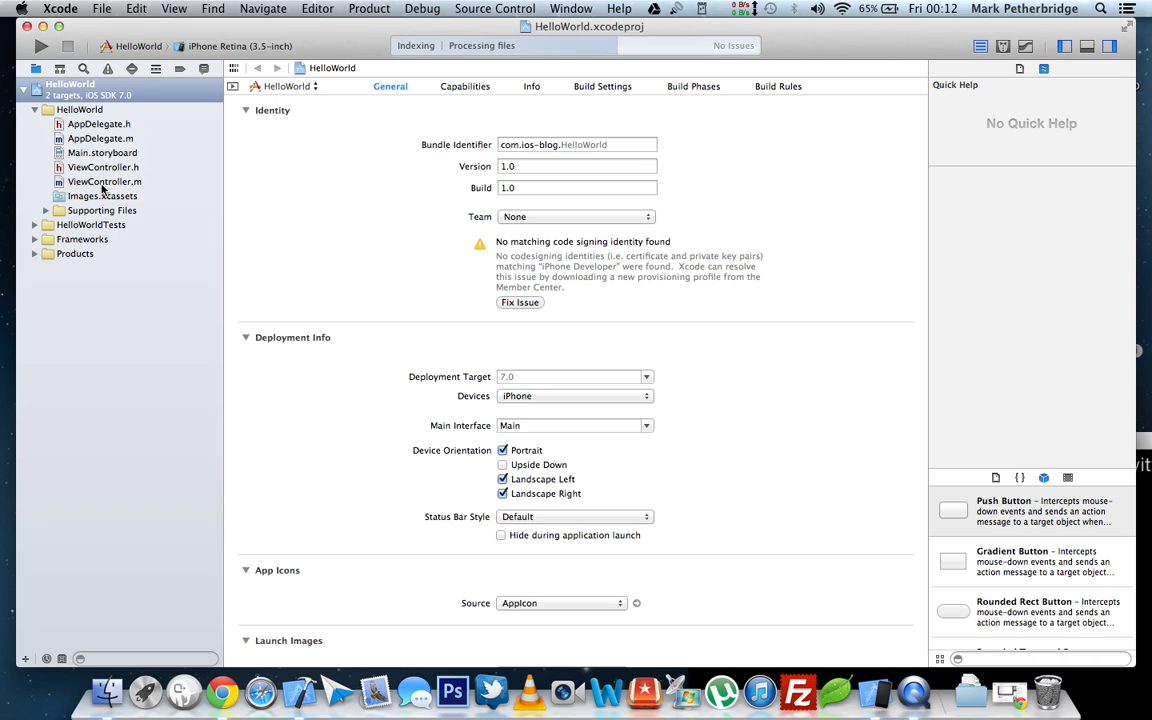 Xcode File Edit View Find Navigate Editor Product Debug Source Control Window Help 0 B/s 0 B/s 65% Fri 00:12 Mark Petherbridge
HelloWorld.xcodeproj
HelloWorld iPhone Retina (3.5-inch) Indexing Processing files No Issues
HelloWorld
2 targets, iOS SDK 7.0
HelloWorld
AppDelegate.h
AppDelegate.m
Main.storyboard
ViewController.h
ViewController.m
Images.xcassets
Supporting Files
HelloWorldTests
Frameworks
Products
HelloWorld
HelloWorld General Capabilities Info Build Settings Build Phases Build Rules
Identity
Bundle Identifier com.ios-blog.HelloWorld
Version 1.0
Build 1.0
Team None
No matching code signing identity found
No codesigning identities (i.e. certificate and private key pairs)
matching “iPhone Developer” were found. Xcode can resolve
this issue by downloading a new provisioning profile from the
Member Center.
Fix Issue
Deployment Info
Deployment Target 7.0
Devices iPhone
Main Interface Main
Device Orientation Portrait
Upside Down
Landscape Left
Landscape Right
Status Bar Style Default
Hide during application launch
App Icons
Source AppIcon
Launch Images
Quick Help
No Quick Help
{ }
Push Button – Intercepts mouse-
down events and sends an action
message to a target object when...
Gradient Button – Intercepts
mouse-down events and sends an
action message to a target object...
Rounded Rect Button – Intercepts
mouse-down events and sends an
action message to a target object...
Ps
W
Fz